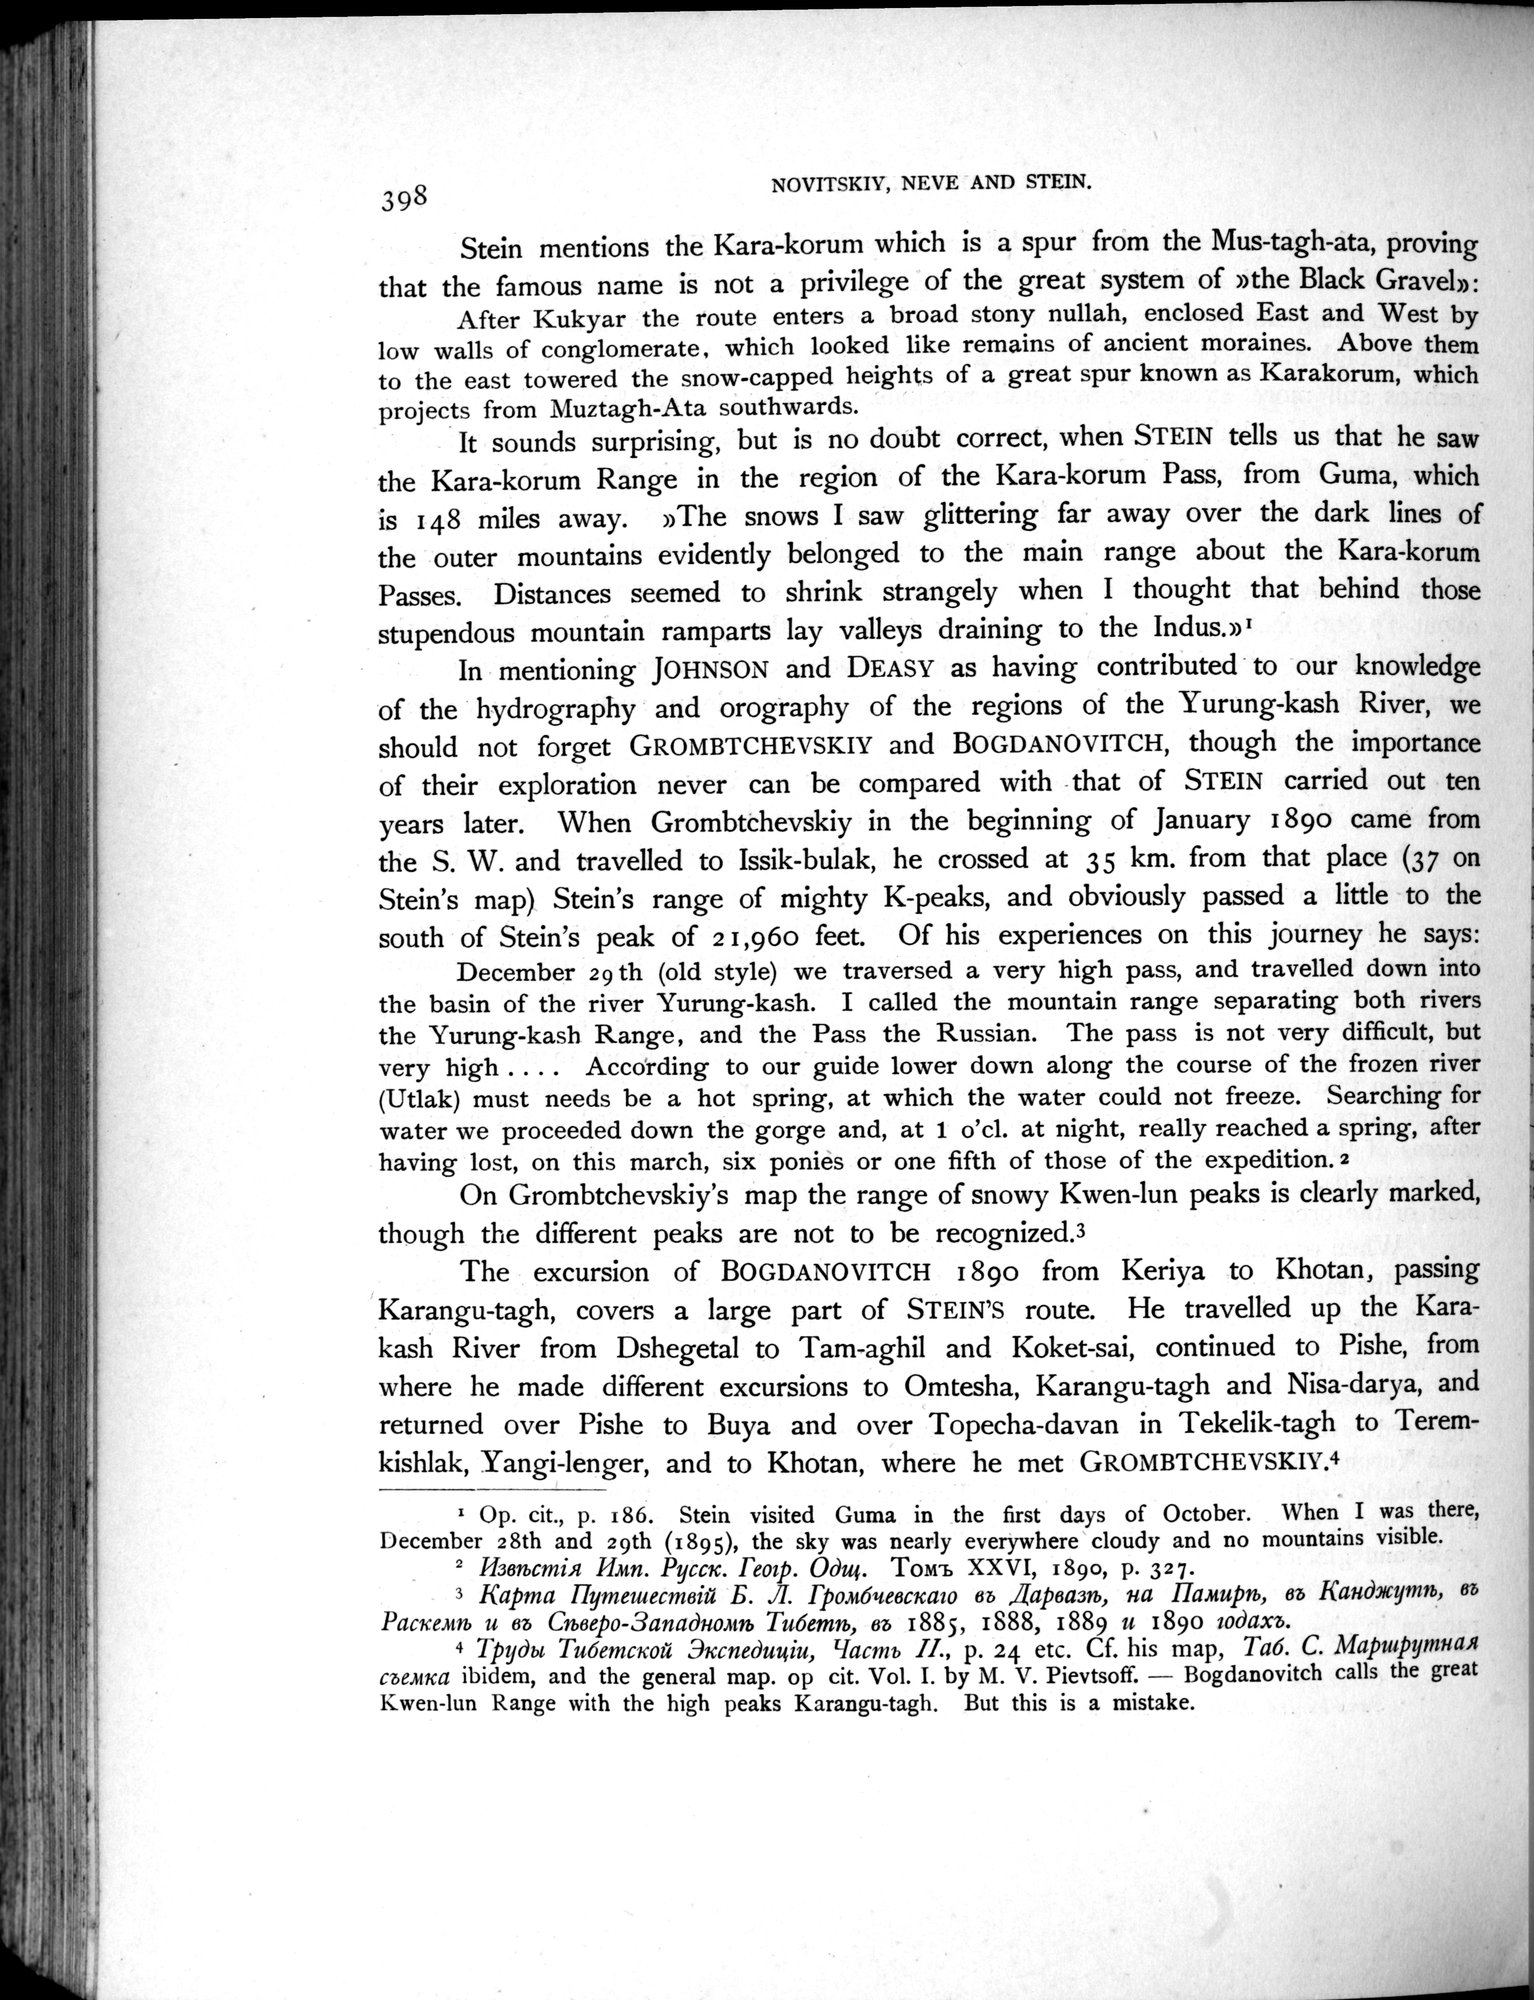 398
NOVITSKIY, NEVE AND STEIN.
Stein mentions the Kara-korum which is a spur from the Mus-tagh-ata, proving
that the famous name is not a privilege of the great system of »the Black Gravel»:
After Kukyar the route enters a broad stony nullah, enclosed East and West by
low walls of conglomerate, which looked like remains of ancient moraines. Above them
to the east towered the snow-capped heights of a great spur known as Karakorum, which
projects from Muztagh-Ata southwards.
It sounds surprising, but is no doubt correct, when STEIN tells us that he saw
the Kara-korum Range in the region of the Kara-korum Pass, from Guma, which
is 148 miles away. »The snows I saw glittering far away over the dark lines of
the outer mountains evidently belonged to the main range about the Kara-korum
Passes. Distances seemed to shrink strangely when I thought that behind those
stupendous mountain ramparts lay valleys draining to the Indus.»¹
In mentioning JOHNSON and DEASY as having contributed to our knowledge
of the hydrography and orography of the regions of the Yurung-kash River, we
should not forget GROMBTCHEVSKIY and BOGDANOVITCH, though the importance
of their exploration never can be compared with that of STEIN carried out ten
years later. When Grombtchevskiy in the beginning of January 1890 came from
the S. W. and travelled to Issik-bulak, he crossed at 35 km. from that place (37 on
Stein's map) Stein's range of mighty K-peaks, and obviously passed a little to the
south of Stein's peak of 21,960 feet. Of his experiences on this journey he says:
December 29th (old style) we traversed a very high pass, and travelled down into
the basin of the river Yurung-kash. I called the mountain range separating both rivers
the Yurung-kash Range, and the Pass the Russian. The pass is not very difficult, but
very high .... According to our guide lower down along the course of the frozen river
(Utlak) must needs be a hot spring, at which the water could not freeze. Searching for
water we proceeded down the gorge and, at 1 o'cl. at night, really reached a spring, after
having lost, on this march, six ponies or one fifth of those of the expedition.²
On Grombtchevskiy's map the range of snowy Kwen-lun peaks is clearly marked,
though the different peaks are not to be recognized.³
The excursion of BOGDANOVITCH 1890 from Keriya to Khotan, passing
Karangu-tagh, covers a large part of STEIN'S route. He travelled up the Kara-
kash River from Dshegetal to Tam-aghil and Koket-sai, continued to Pishe, from
where he made different excursions to Omtesha, Karangu-tagh and Nisa-darya, and
returned over Pishe to Buya and over Topecha-davan in Tekelik-tagh to Terem-
kishlak, Yangi-lenger, and to Khotan, where he met GROMBTCHEVSKIY.⁴
¹ Op. cit., p. 186. Stein visited Guma in the first days of October. When I was there,
December 28th and 29th (1895), the sky was nearly everywhere cloudy and no mountains visible.
² Извѣстія Имп. Русск. Геогр. Общ. Томъ XXVI, 1890, p. 327.
³ Карта Путешествій Б. Л. Громбчевскаго въ Дарвазѣ, на Памирѣ, въ Канджутѣ, въ
Раскемѣ и въ Сѣверо-Западномъ Тибетѣ, въ 1885, 1888, 1889 и 1890 годахъ.
⁴ Труды Тибетской Экспедиціи, Часть II., p. 24 etc. Cf. his map, Таб. С. Маршрутная
съемка ibidem, and the general map. op cit. Vol. I. by M. V. Pievtsoff. — Bogdanovitch calls the great
Kwen-lun Range with the high peaks Karangu-tagh. But this is a mistake.